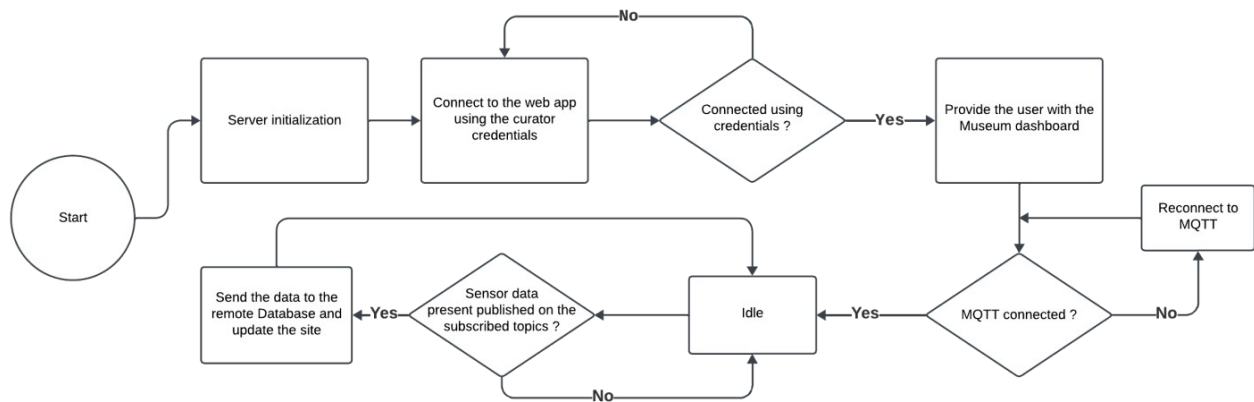 No
Server initialization
Connect to the web app
using the curator
credentials
Connected using
credentials ?
Yes
Provide the user with the
Museum dashboard
Start
Reconnect to
MQTT
Send the data to the
remote Database and
update the site
Yes
Sensor data
present published on the
subscribed topics ?
Idle
Yes
MQTT connected ?
No
No